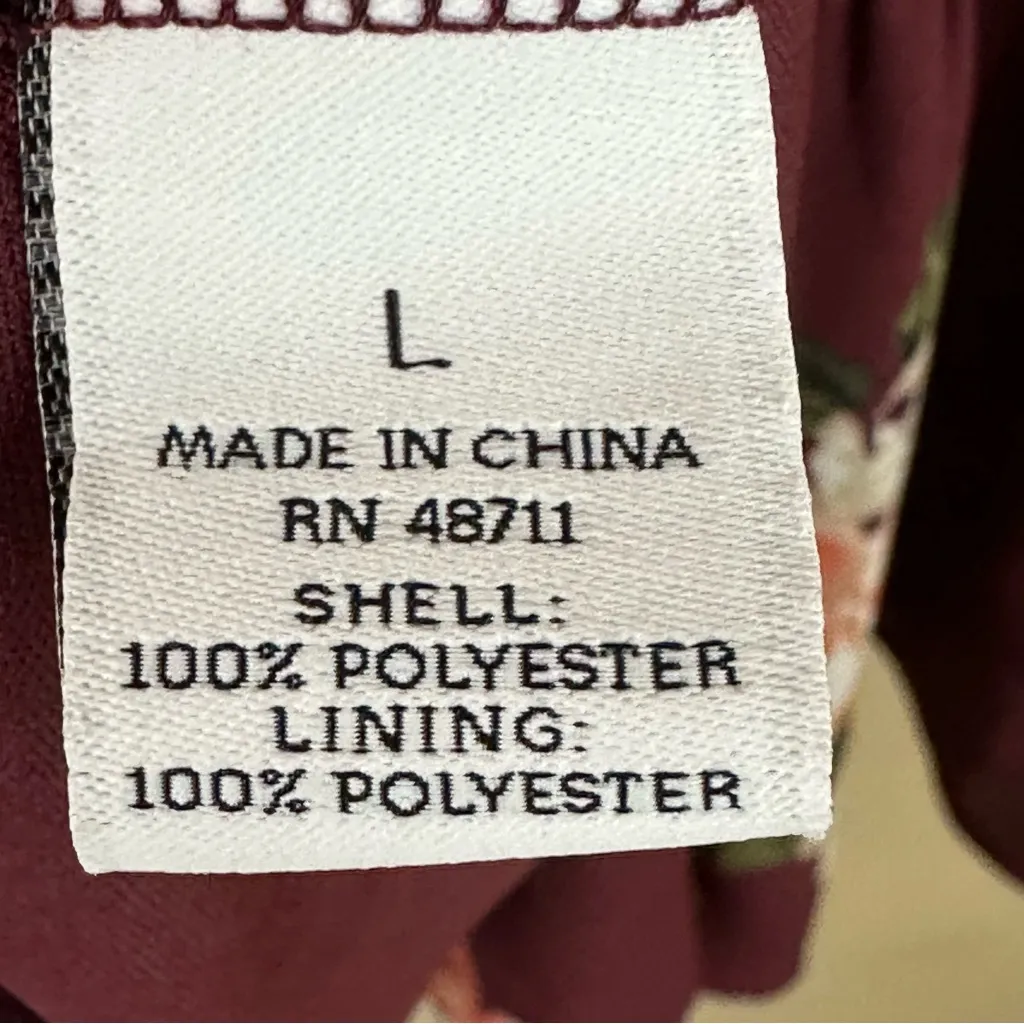 L
MADE IN CHINA
RN 48711
SHELL:
100% POLYESTER
LINING:
100% POLYESTER